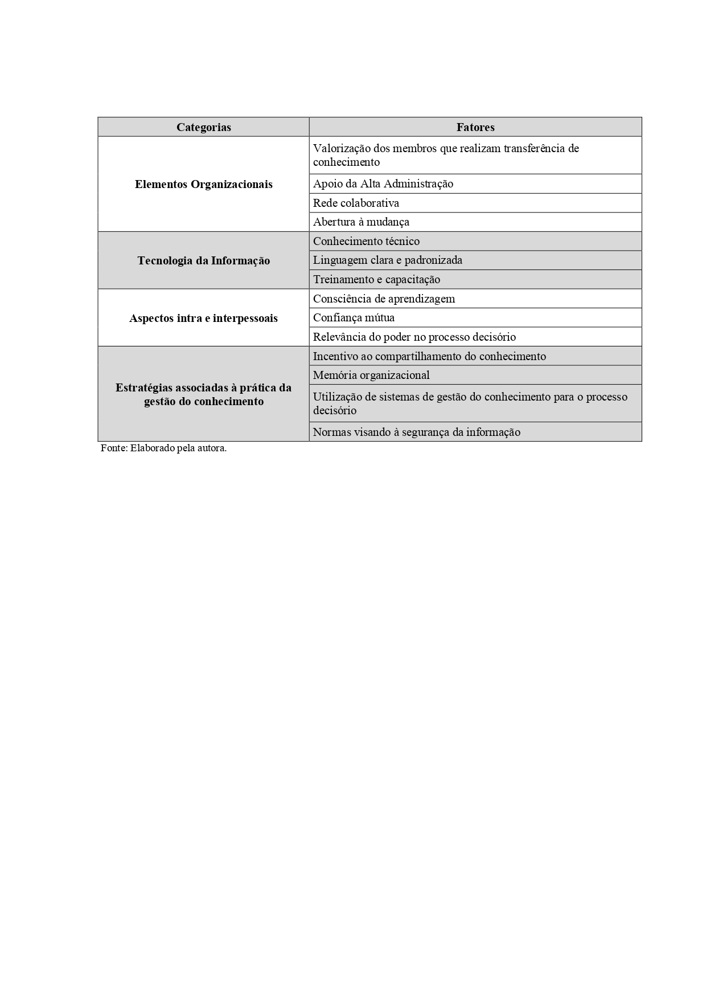 Categorias
Fatores
Elementos Organizacionais
Valorização dos membros que realizam transferência de
conhecimento
Apoio da Alta Administração
Rede colaborativa
Abertura à mudança
Tecnologia da Informação
Conhecimento técnico
Linguagem clara e padronizada
Treinamento e capacitação
Aspectos intra e interpessoais
Consciência de aprendizagem
Confiança mútua
Relevância do poder no processo decisório
Estratégias associadas à prática da
gestão do conhecimento
Incentivo ao compartilhamento do conhecimento
Memória organizacional
Utilização de sistemas de gestão do conhecimento para o processo
decisório
Normas visando à segurança da informação
Fonte: Elaborado pela autora.